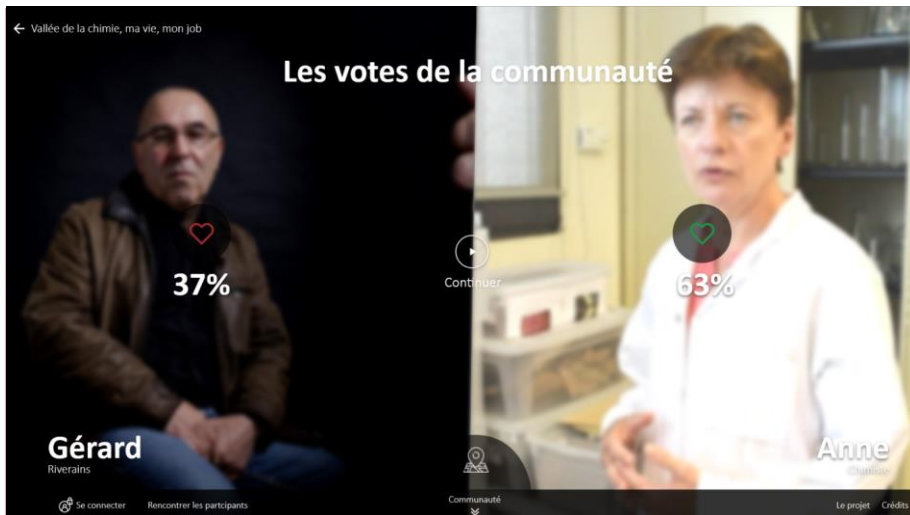 Vallée de la chimie, ma vie, mon job
Les votes de la communauté
37%
Continuer
63%
Gérard
Riverains
Anne
Chimiste
Se connecter
Rencontrer les partcipants
Communauté
Le projet
Crédits